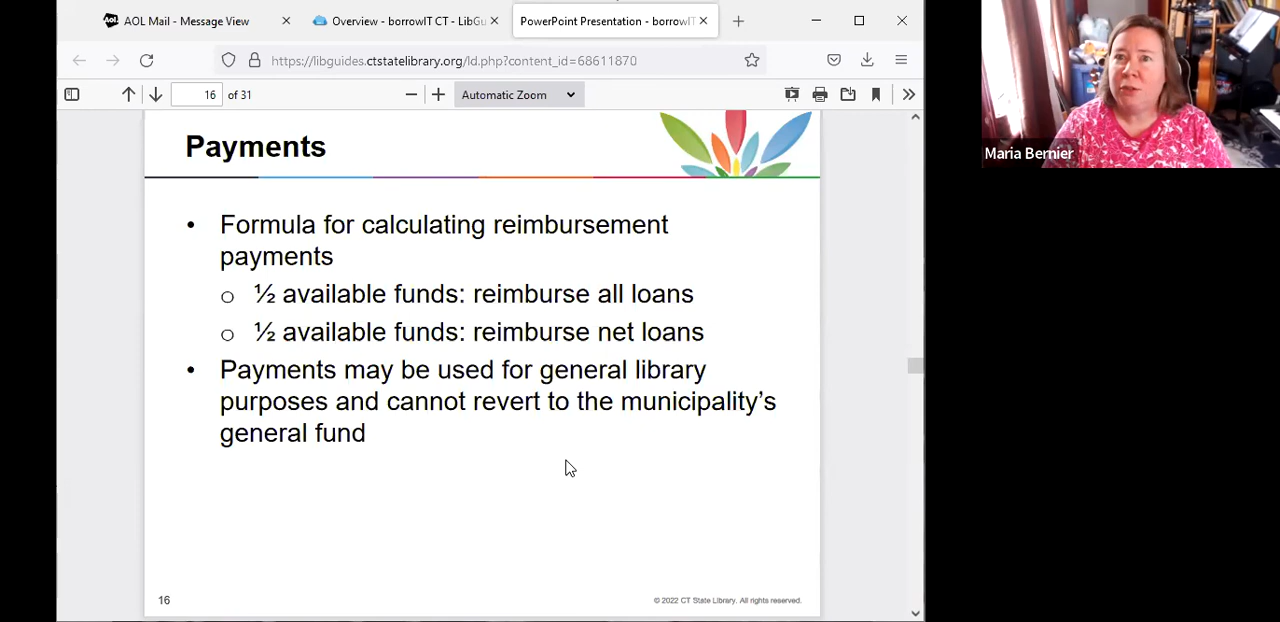 Aol. AOL Mail - Message View
Overview - borrowIT CT - LibGu
PowerPoint Presentation - borrowIT
https://libguides.ctstatelibrary.org/ld.php?content_id=68611870
16 of 31
Automatic Zoom
Maria Bernier
Payments
• Formula for calculating reimbursement
payments
o ½ available funds: reimburse all loans
o ½ available funds: reimburse net loans
• Payments may be used for general library
purposes and cannot revert to the municipality’s
general fund
16
© 2022 CT State Library. All rights reserved.